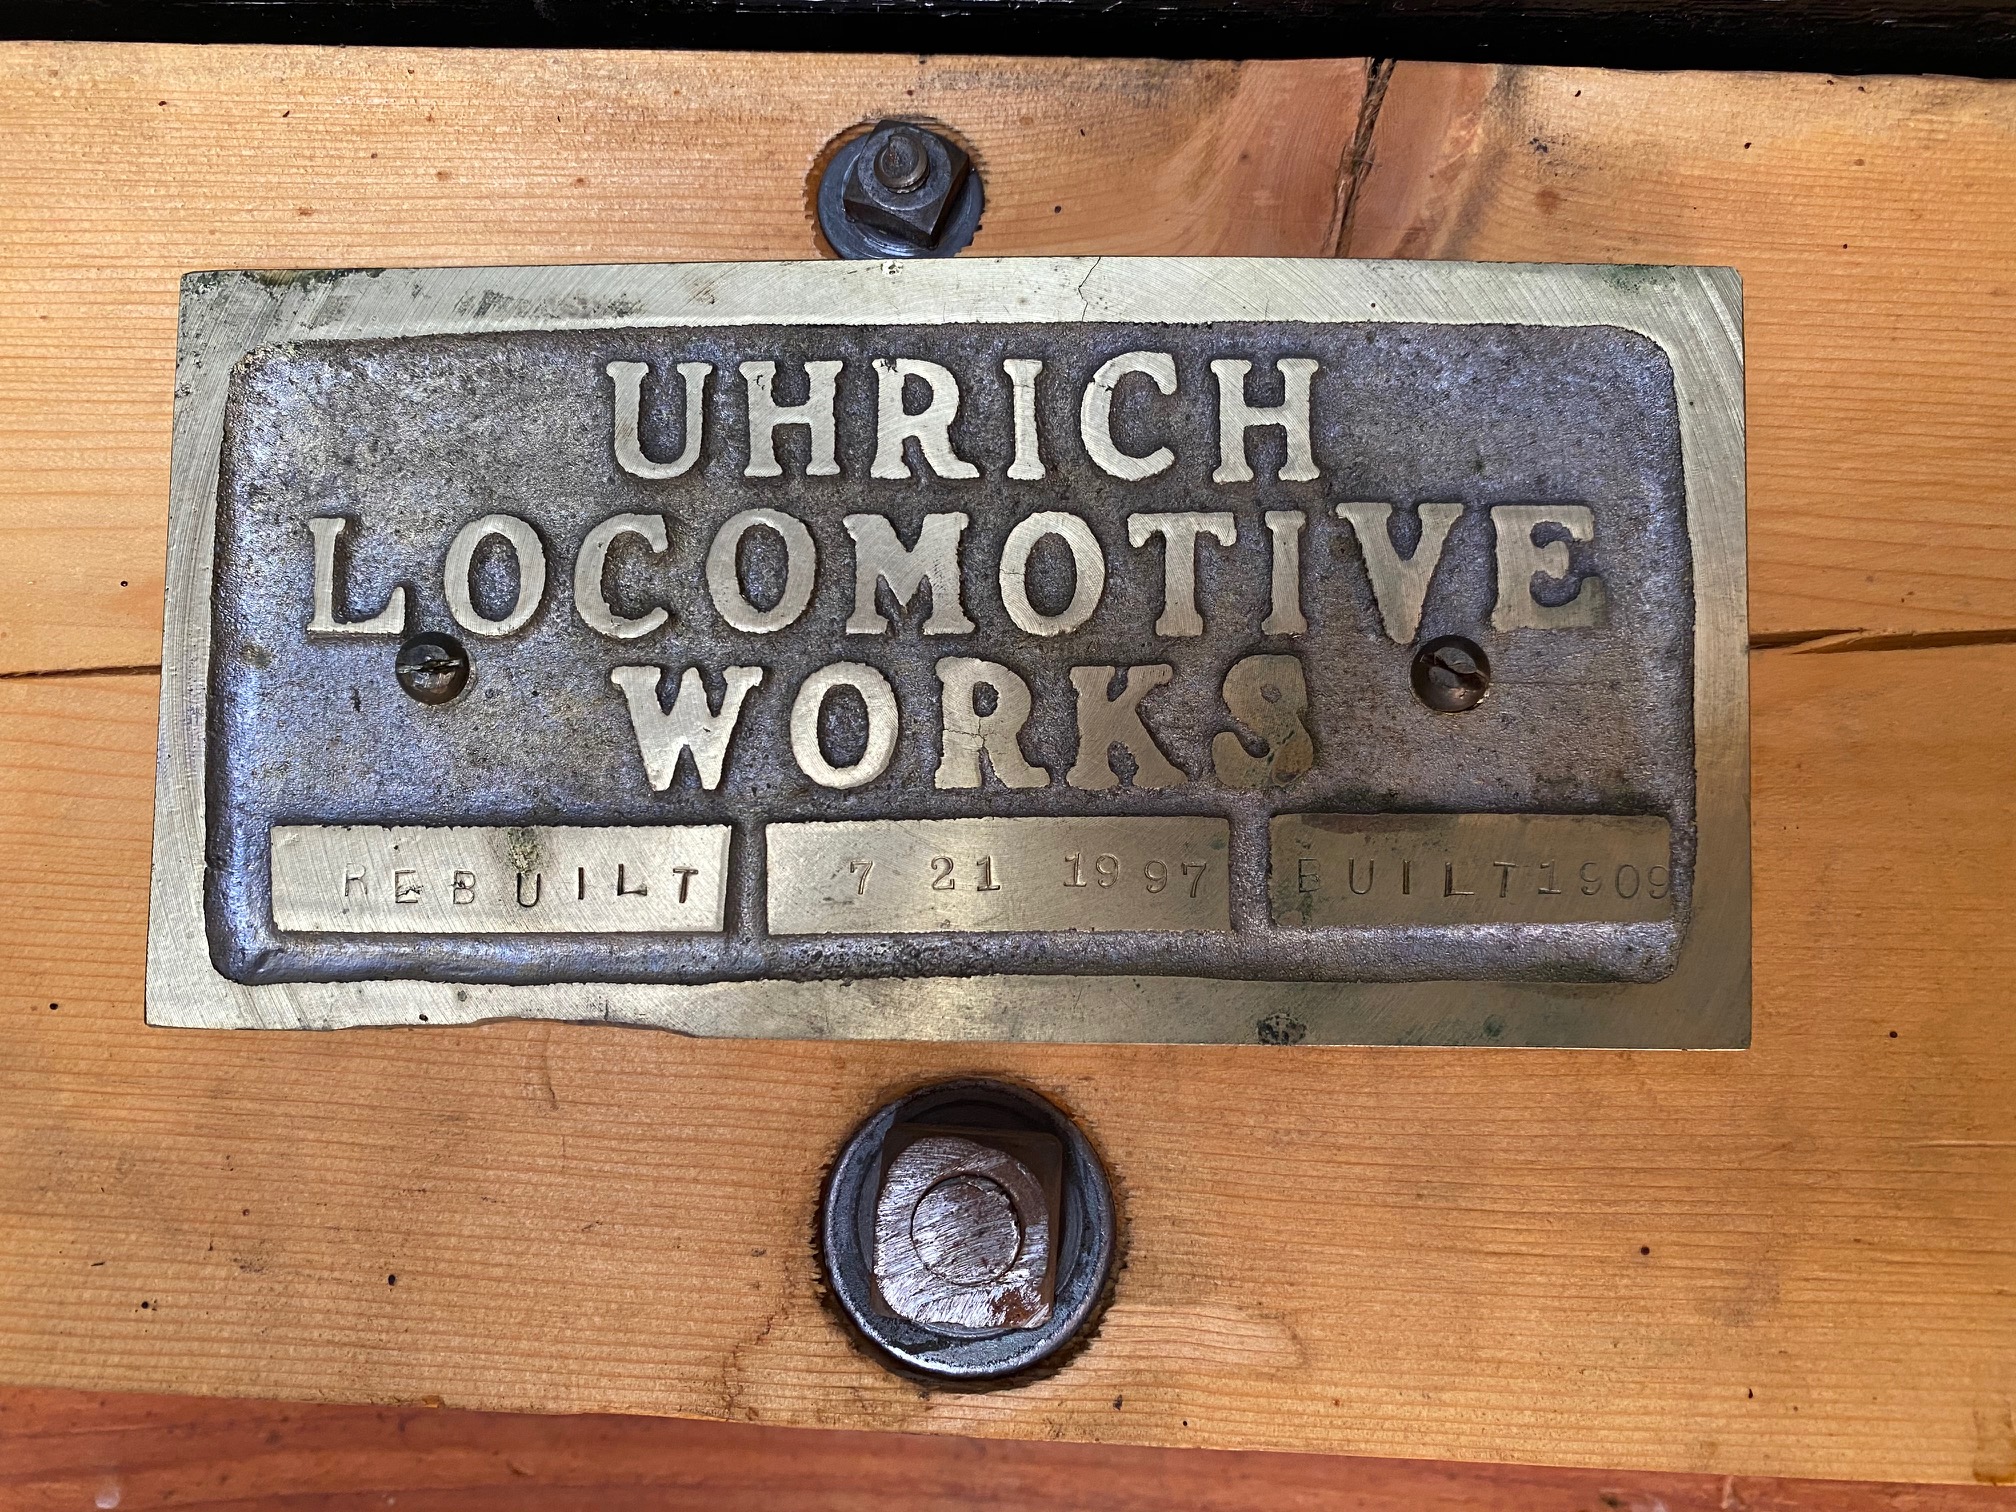 UHRICH
LOCOMOTIVE
WORKS
REBUILT 7 21 1997 BUILT1909